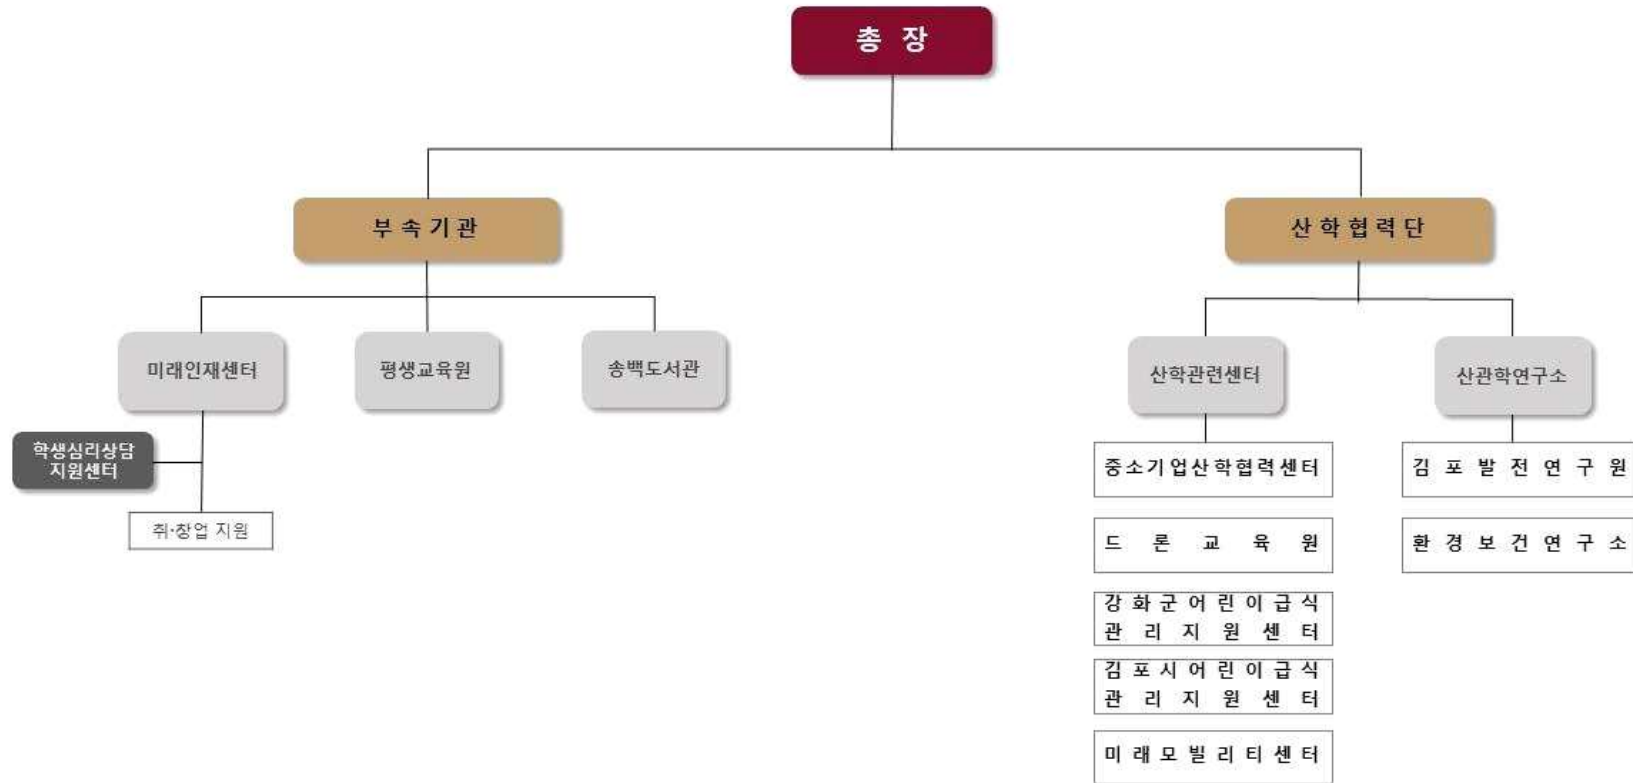 총 장
부 속 기 관
산 학 협 력 단
미래인재센터
평생교육원
송백도서관
산학관련센터
산관학연구소
학생심리상담
지원센터
취·창업 지원
중소기업산학협력센터
드 론 교 육 원
강 화 군 어 린 이 급 식
관 리 지 원 센 터
김 포 시 어 린 이 급 식
관 리 지 원 센 터
미 래 모 빌 리 티 센 터
김 포 발 전 연 구 원
환 경 보 건 연 구 소